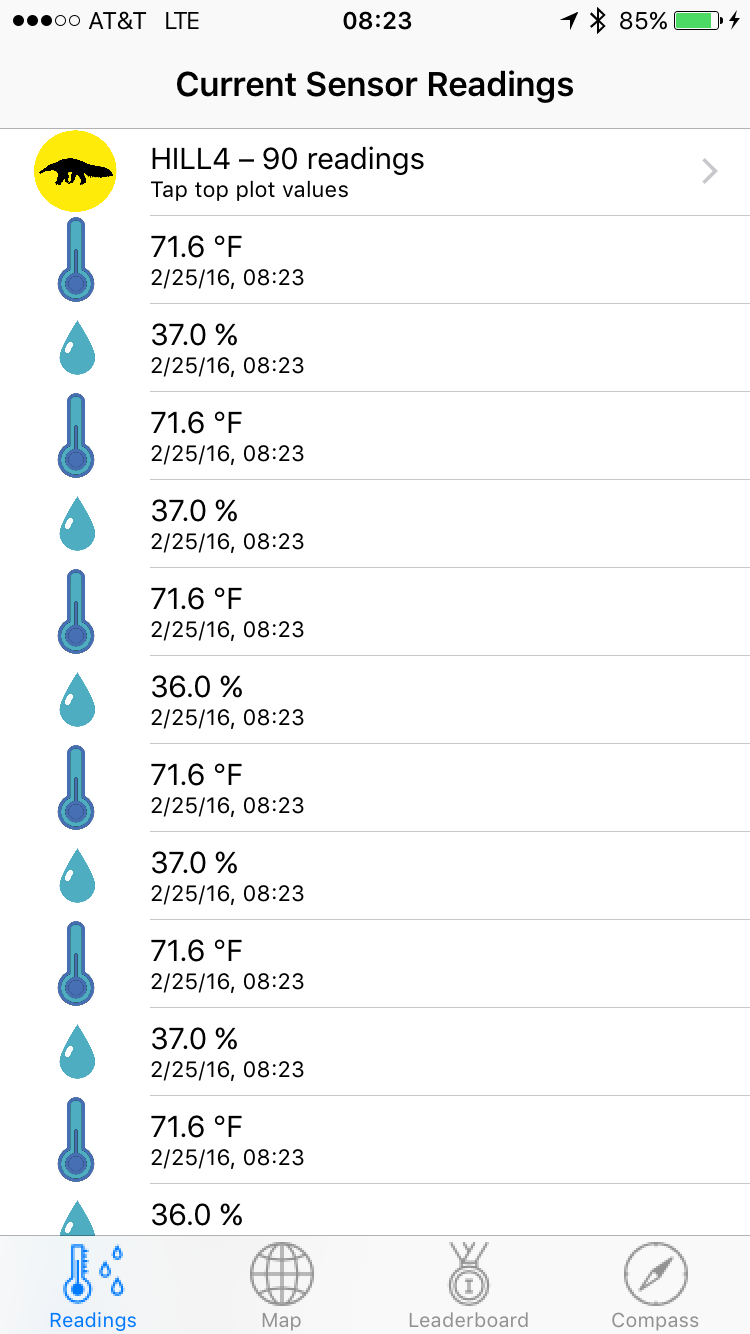 AT&T LTE 08:23 85%
Current Sensor Readings
HILL4 – 90 readings
Tap top plot values
71.6 °F
2/25/16, 08:23
37.0 %
2/25/16, 08:23
71.6 °F
2/25/16, 08:23
37.0 %
2/25/16, 08:23
71.6 °F
2/25/16, 08:23
36.0 %
2/25/16, 08:23
71.6 °F
2/25/16, 08:23
37.0 %
2/25/16, 08:23
71.6 °F
2/25/16, 08:23
37.0 %
2/25/16, 08:23
71.6 °F
2/25/16, 08:23
36.0 %
Readings Map Leaderboard Compass